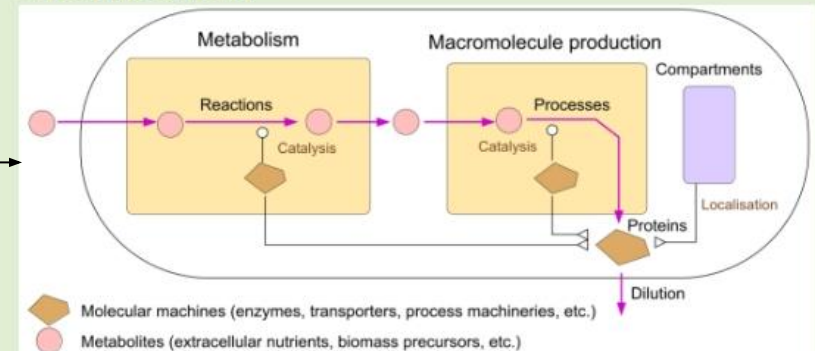 Metabolism
Macromolecule production
Compartments
Reactions
Processes
Catalysis
Catalysis
Localisation
Proteins
Dilution
Molecular machines (enzymes, transporters, process machineries, etc.)
Metabolites (extracellular nutrients, biomass precursors, etc.)